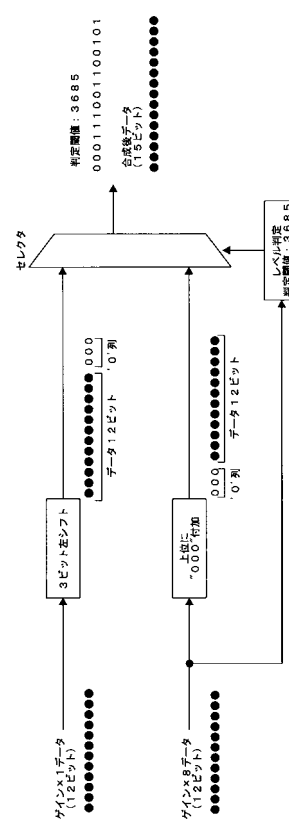 セレクタ
判定閾値：3685
000111001100101
合成後データ
（15ビット）
●●●●●●●●●●●●●●●
ゲイン×1データ
（12ビット）
●●●●●●●●●●●●
3ビット左シフト
●●●●●●●●●●●●000
データ12ビット
'0'列
ゲイン×8データ
（12ビット）
●●●●●●●●●●●●
上位に
"000"付加
000●●●●●●●●●●●●
'0'列
データ12ビット
レベル判定
判定閾値：3685